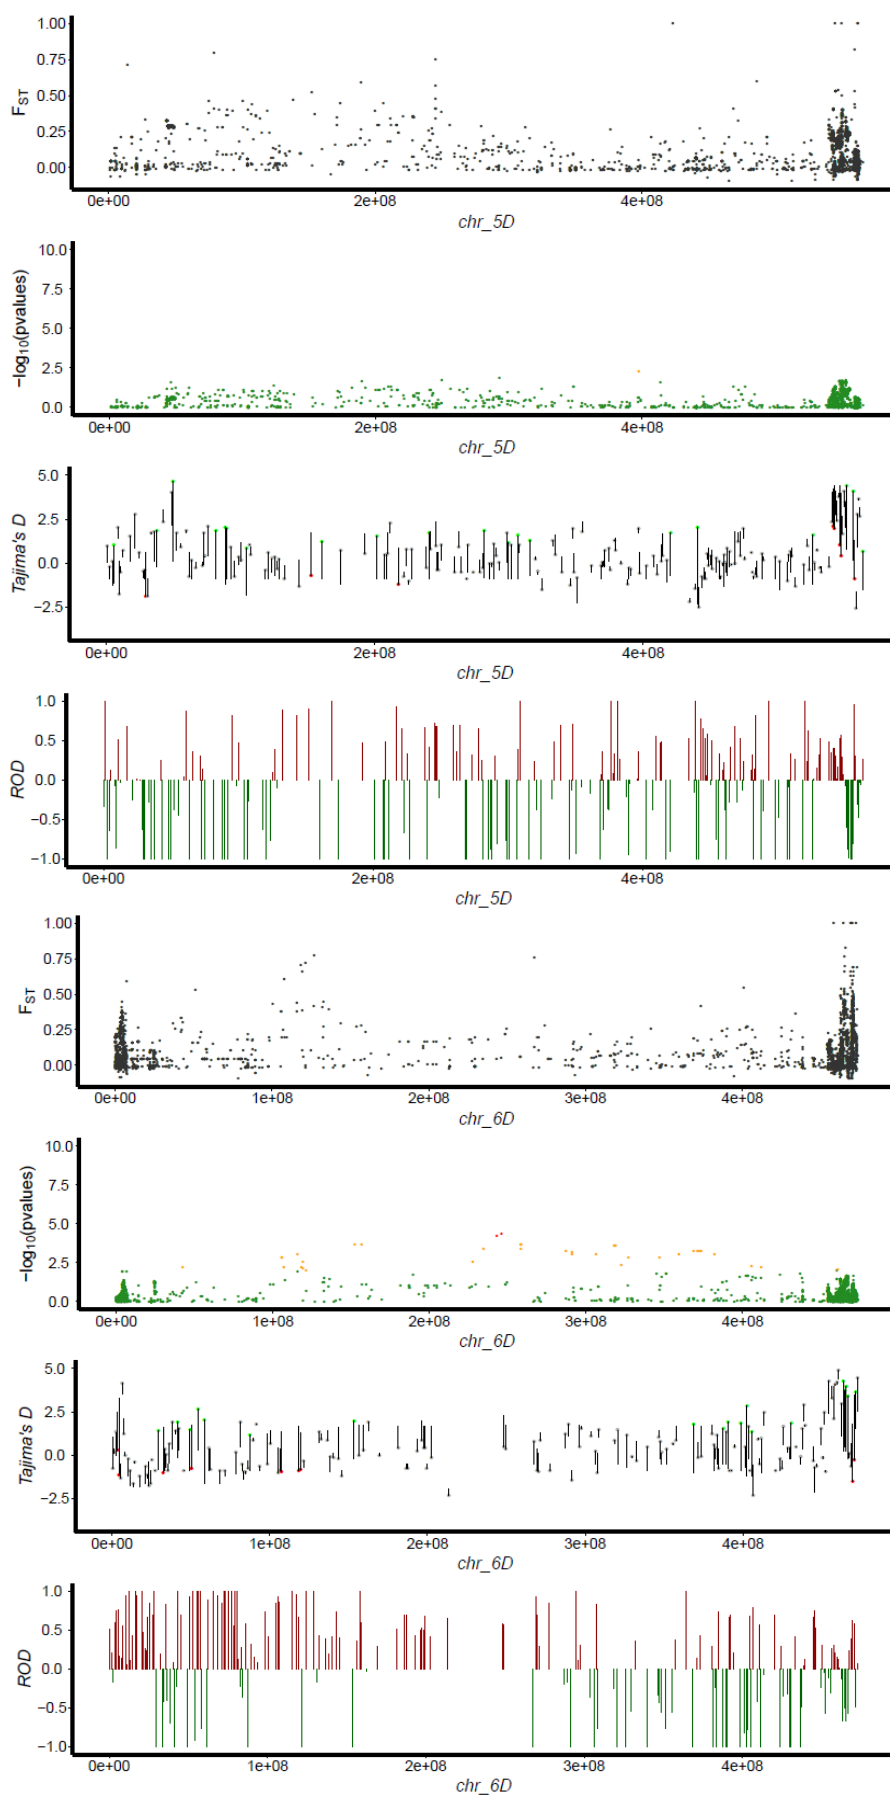 1.00
0.75
0.50
0.25
0.00
FST
0e+00 2e+08 4e+08
chr_5D
10.0
7.5
5.0
2.5
0.0
−log10(pvalues)
0e+00 2e+08 4e+08
chr_5D
5.0
2.5
0.0
−2.5
Tajima's D
0e+00 2e+08 4e+08
chr_5D
1.0
0.5
0.0
−0.5
−1.0
ROD
0e+00 2e+08 4e+08
chr_5D
1.00
0.75
0.50
0.25
0.00
FST
0e+00 1e+08 2e+08 3e+08 4e+08
chr_6D
10.0
7.5
5.0
2.5
0.0
−log10(pvalues)
0e+00 1e+08 2e+08 3e+08 4e+08
chr_6D
5.0
2.5
0.0
−2.5
Tajima's D
0e+00 1e+08 2e+08 3e+08 4e+08
chr_6D
1.0
0.5
0.0
−0.5
−1.0
ROD
0e+00 1e+08 2e+08 3e+08 4e+08
chr_6D